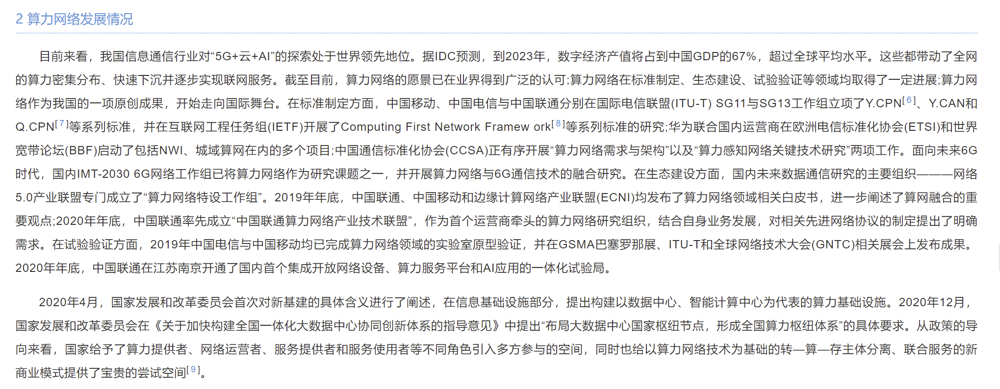 2 算力网络发展情况
目前来看，我国信息通信行业对“5G+云+AI”的探索处于世界领先地位。据IDC预测，到2023年，数字经济产值将占到中国GDP的67%，超过全球平均水平。这些都带动了全网
的算力密集分布、快速下沉并逐步实现联网服务。截至目前，算力网络的愿景已在业界得到广泛的认可;算力网络在标准制定、生态建设、试验验证等领域均取得了一定进展;算力网
络作为我国的一项原创成果，开始走向国际舞台。在标准制定方面，中国移动、中国电信与中国联通分别在国际电信联盟(ITU-T) SG11与SG13工作组立项了Y.CPN[6]、Y.CAN和
Q.CPN[7]等系列标准，并在互联网工程任务组(IETF)开展了Computing First Network Framew ork[8]等系列标准的研究;华为联合国内运营商在欧洲电信标准化协会(ETSI)和世界
宽带论坛(BBF)启动了包括NWI、城域算网在内的多个项目;中国通信标准化协会(CCSA)正有序开展“算力网络需求与架构”以及“算力感知网络关键技术研究”两项工作。面向未来6G
时代，国内IMT-2030 6G网络工作组已将算力网络作为研究课题之一，并开展算力网络与6G通信技术的融合研究。在生态建设方面，国内未来数据通信研究的主要组织———网络
5.0产业联盟专门成立了“算力网络特设工作组”。2019年年底，中国联通、中国移动和边缘计算网络产业联盟(ECNI)均发布了算力网络领域相关白皮书，进一步阐述了算网融合的重
要观点;2020年年底，中国联通率先成立“中国联通算力网络产业技术联盟”，作为首个运营商牵头的算力网络研究组织，结合自身业务发展，对相关先进网络协议的制定提出了明确
需求。在试验验证方面，2019年中国电信与中国移动均已完成算力网络领域的实验室原型验证，并在GSMA巴塞罗那展、ITU-T和全球网络技术大会(GNTC)相关展会上发布成果。
2020年年底，中国联通在江苏南京开通了国内首个集成开放网络设备、算力服务平台和AI应用的一体化试验局。
2020年4月，国家发展和改革委员会首次对新基建的具体含义进行了阐述，在信息基础设施部分，提出构建以数据中心、智能计算中心为代表的算力基础设施。2020年12月，
国家发展和改革委员会在《关于加快构建全国一体化大数据中心协同创新体系的指导意见》中提出“布局大数据中心国家枢纽节点，形成全国算力枢纽体系”的具体要求。从政策的导
向来看，国家给予了算力提供者、网络运营者、服务提供者和服务使用者等不同角色引入多方参与的空间，同时也给以算力网络技术为基础的转—算—存主体分离、联合服务的新
商业模式提供了宝贵的尝试空间[9]。